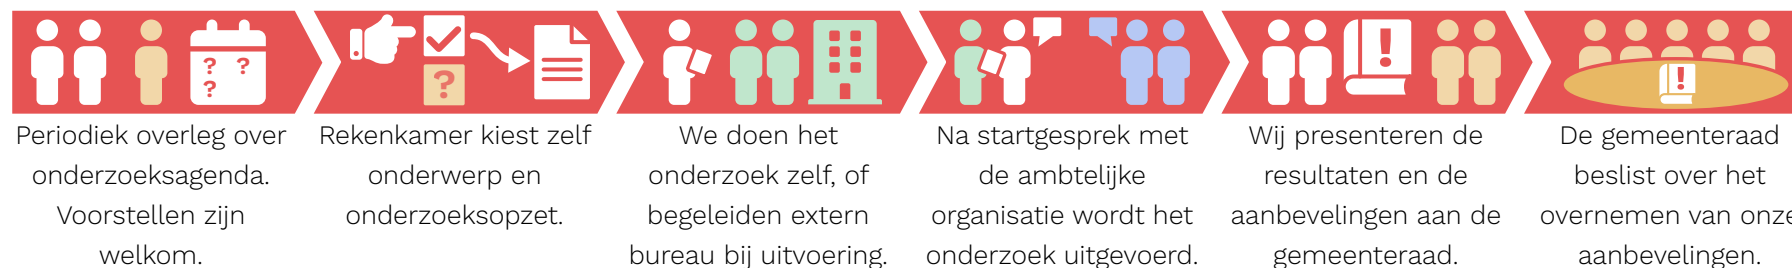 Periodiek overleg over
onderzoeksagenda.
Voorstellen zijn
welkom.
Rekenkamer kiest zelf
onderwerp en
onderzoeksopzet.
We doen het
onderzoek zelf, of
begeleiden extern
bureau bij uitvoering.
Na startgesprek met
de ambtelijke
organisatie wordt het
onderzoek uitgevoerd.
Wij presenteren de
resultaten en de
aanbevelingen aan de
gemeenteraad.
De gemeenteraad
beslist over het
overnemen van onze
aanbevelingen.